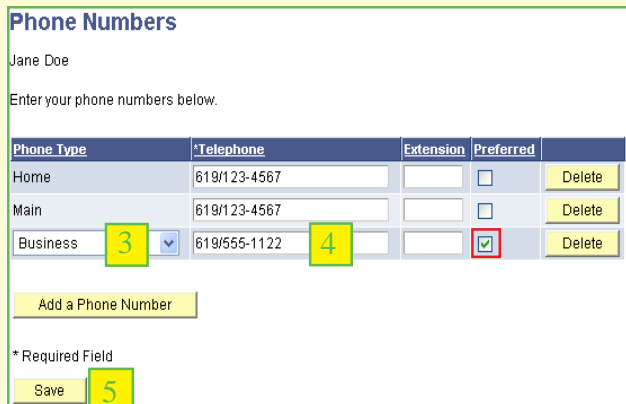 Phone Numbers
Jane Doe
Enter your phone numbers below.
Phone Type *Telephone Extension Preferred
Home 619/123-4567 Delete
Main 619/123-4567 Delete
Business 3 619/555-1122 4 Delete
Add a Phone Number
* Required Field
Save 5